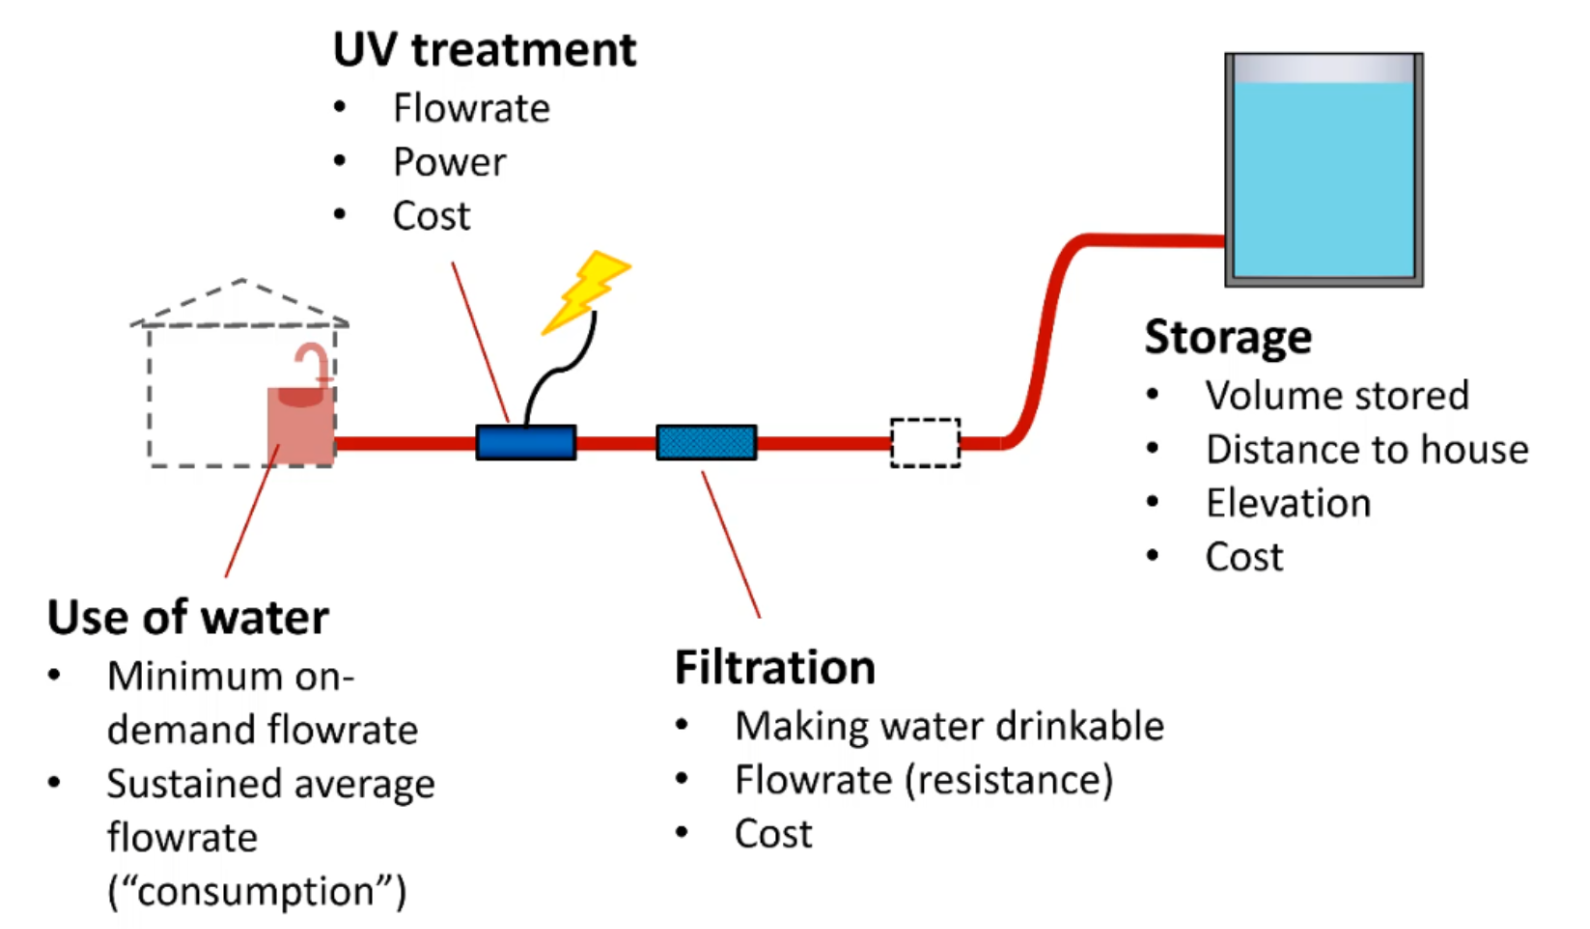 UV treatment
• Flowrate
• Power
• Cost
Storage
• Volume stored
• Distance to house
• Elevation
• Cost
Use of water
• Minimum on-
demand flowrate
• Sustained average
flowrate
(“consumption”)
Filtration
• Making water drinkable
• Flowrate (resistance)
• Cost